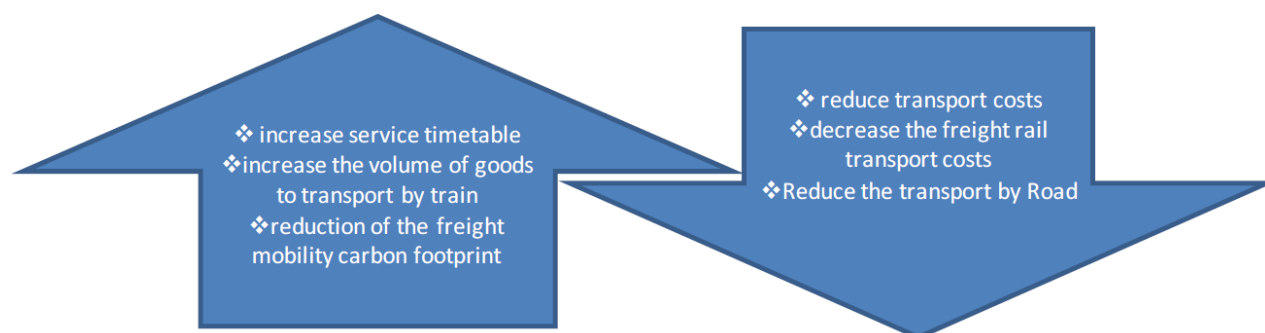 ❖ increase service timetable
❖increase the volume of goods
to transport by train
❖reduction of the freight
mobility carbon footprint
❖ reduce transport costs
❖decrease the freight rail
transport costs
❖Reduce the transport by Road